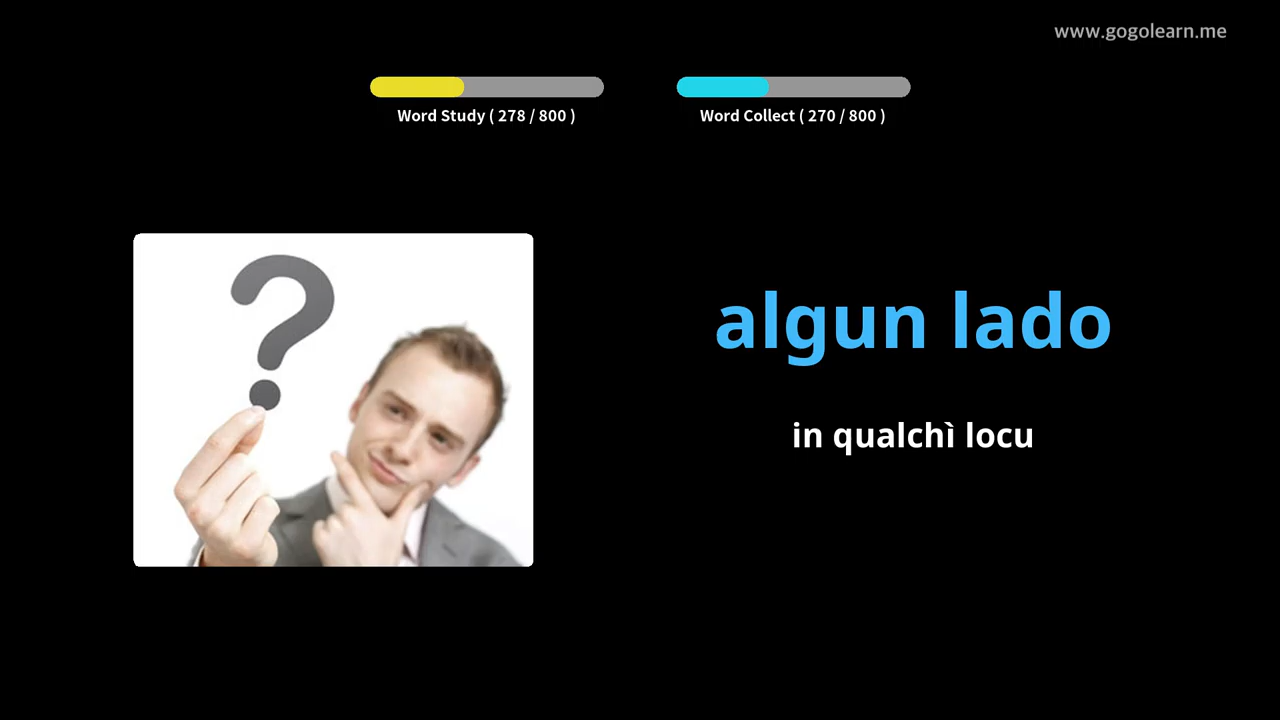 www.gogolearn.me
Word Study ( 278 / 800 )
Word Collect ( 270 / 800 )
?
algun lado
in qualchì locu